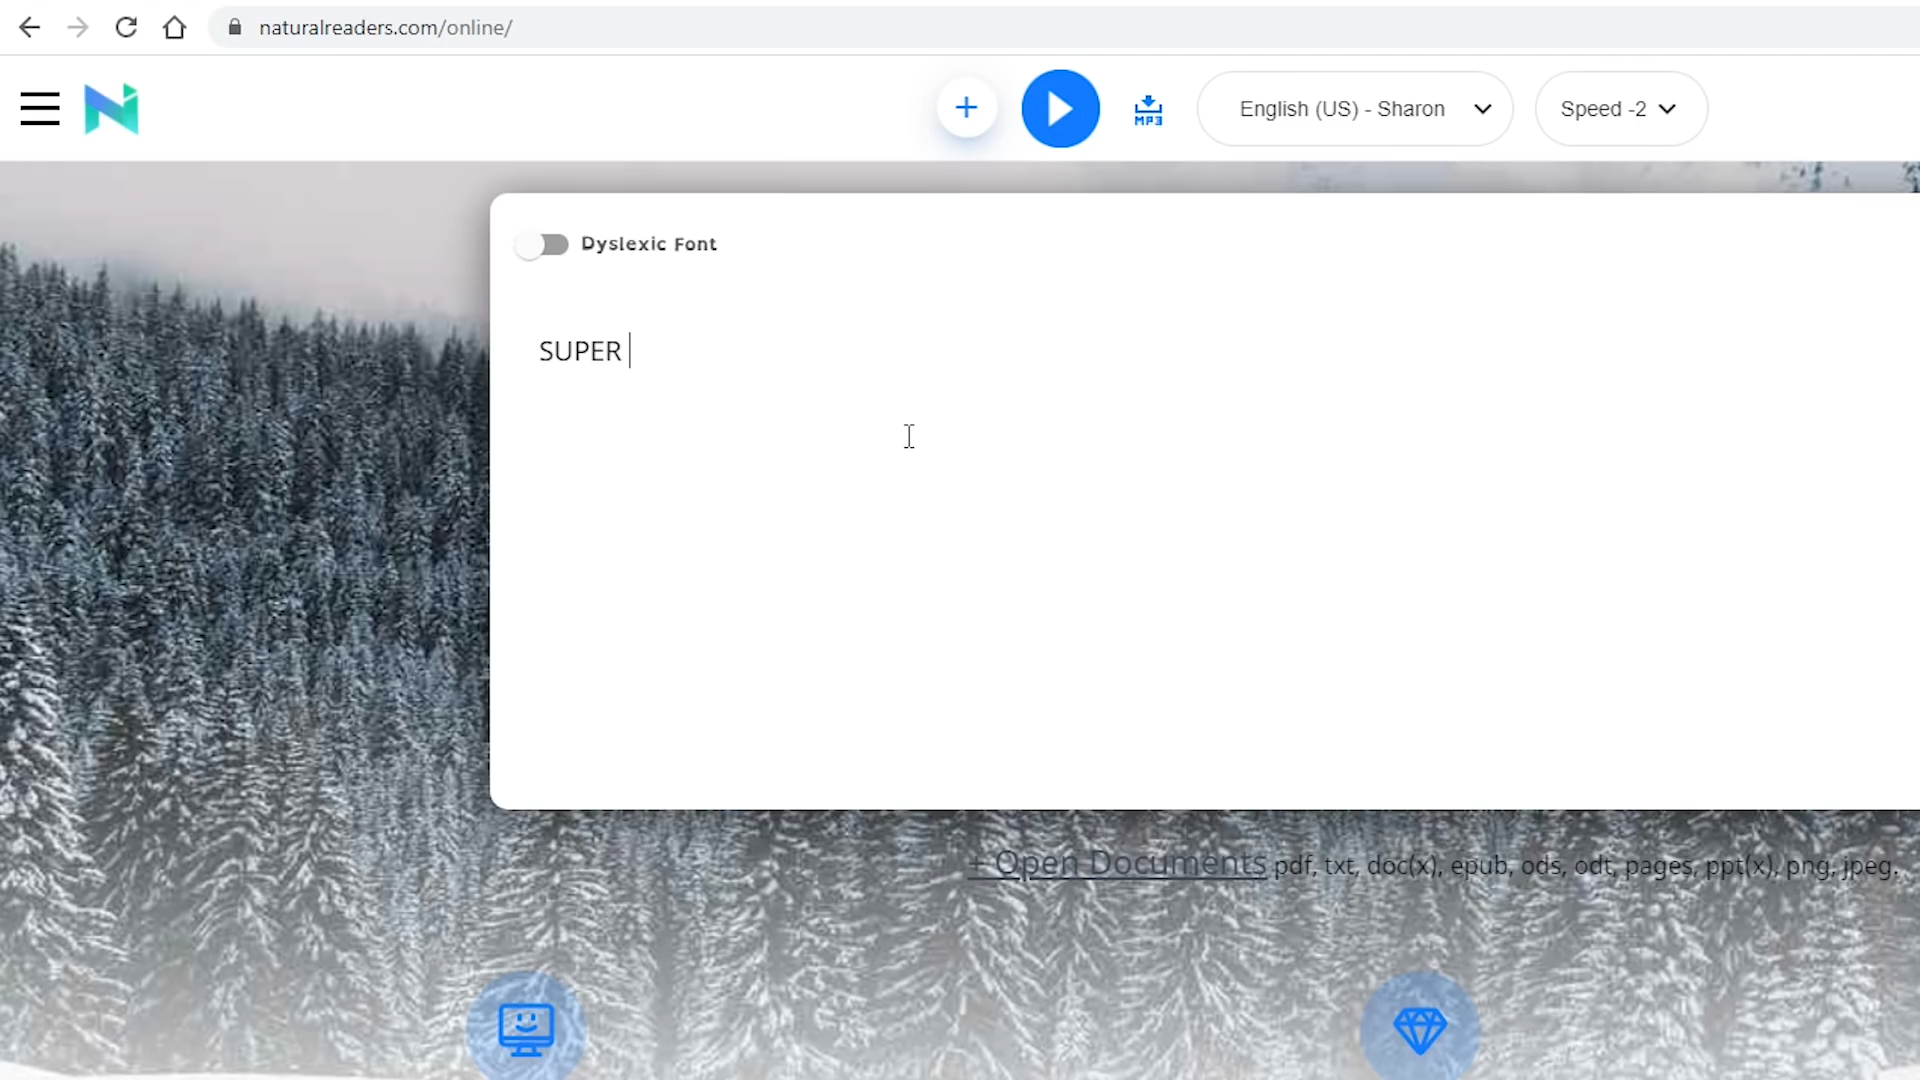 naturalreaders.com/online/
MP3
English (US) - Sharon
Speed -2
Dyslexic Font
SUPER
+ Open Documents pdf, txt, doc(x), epub, ods, odt, pages, ppt(x), png, jpeg.